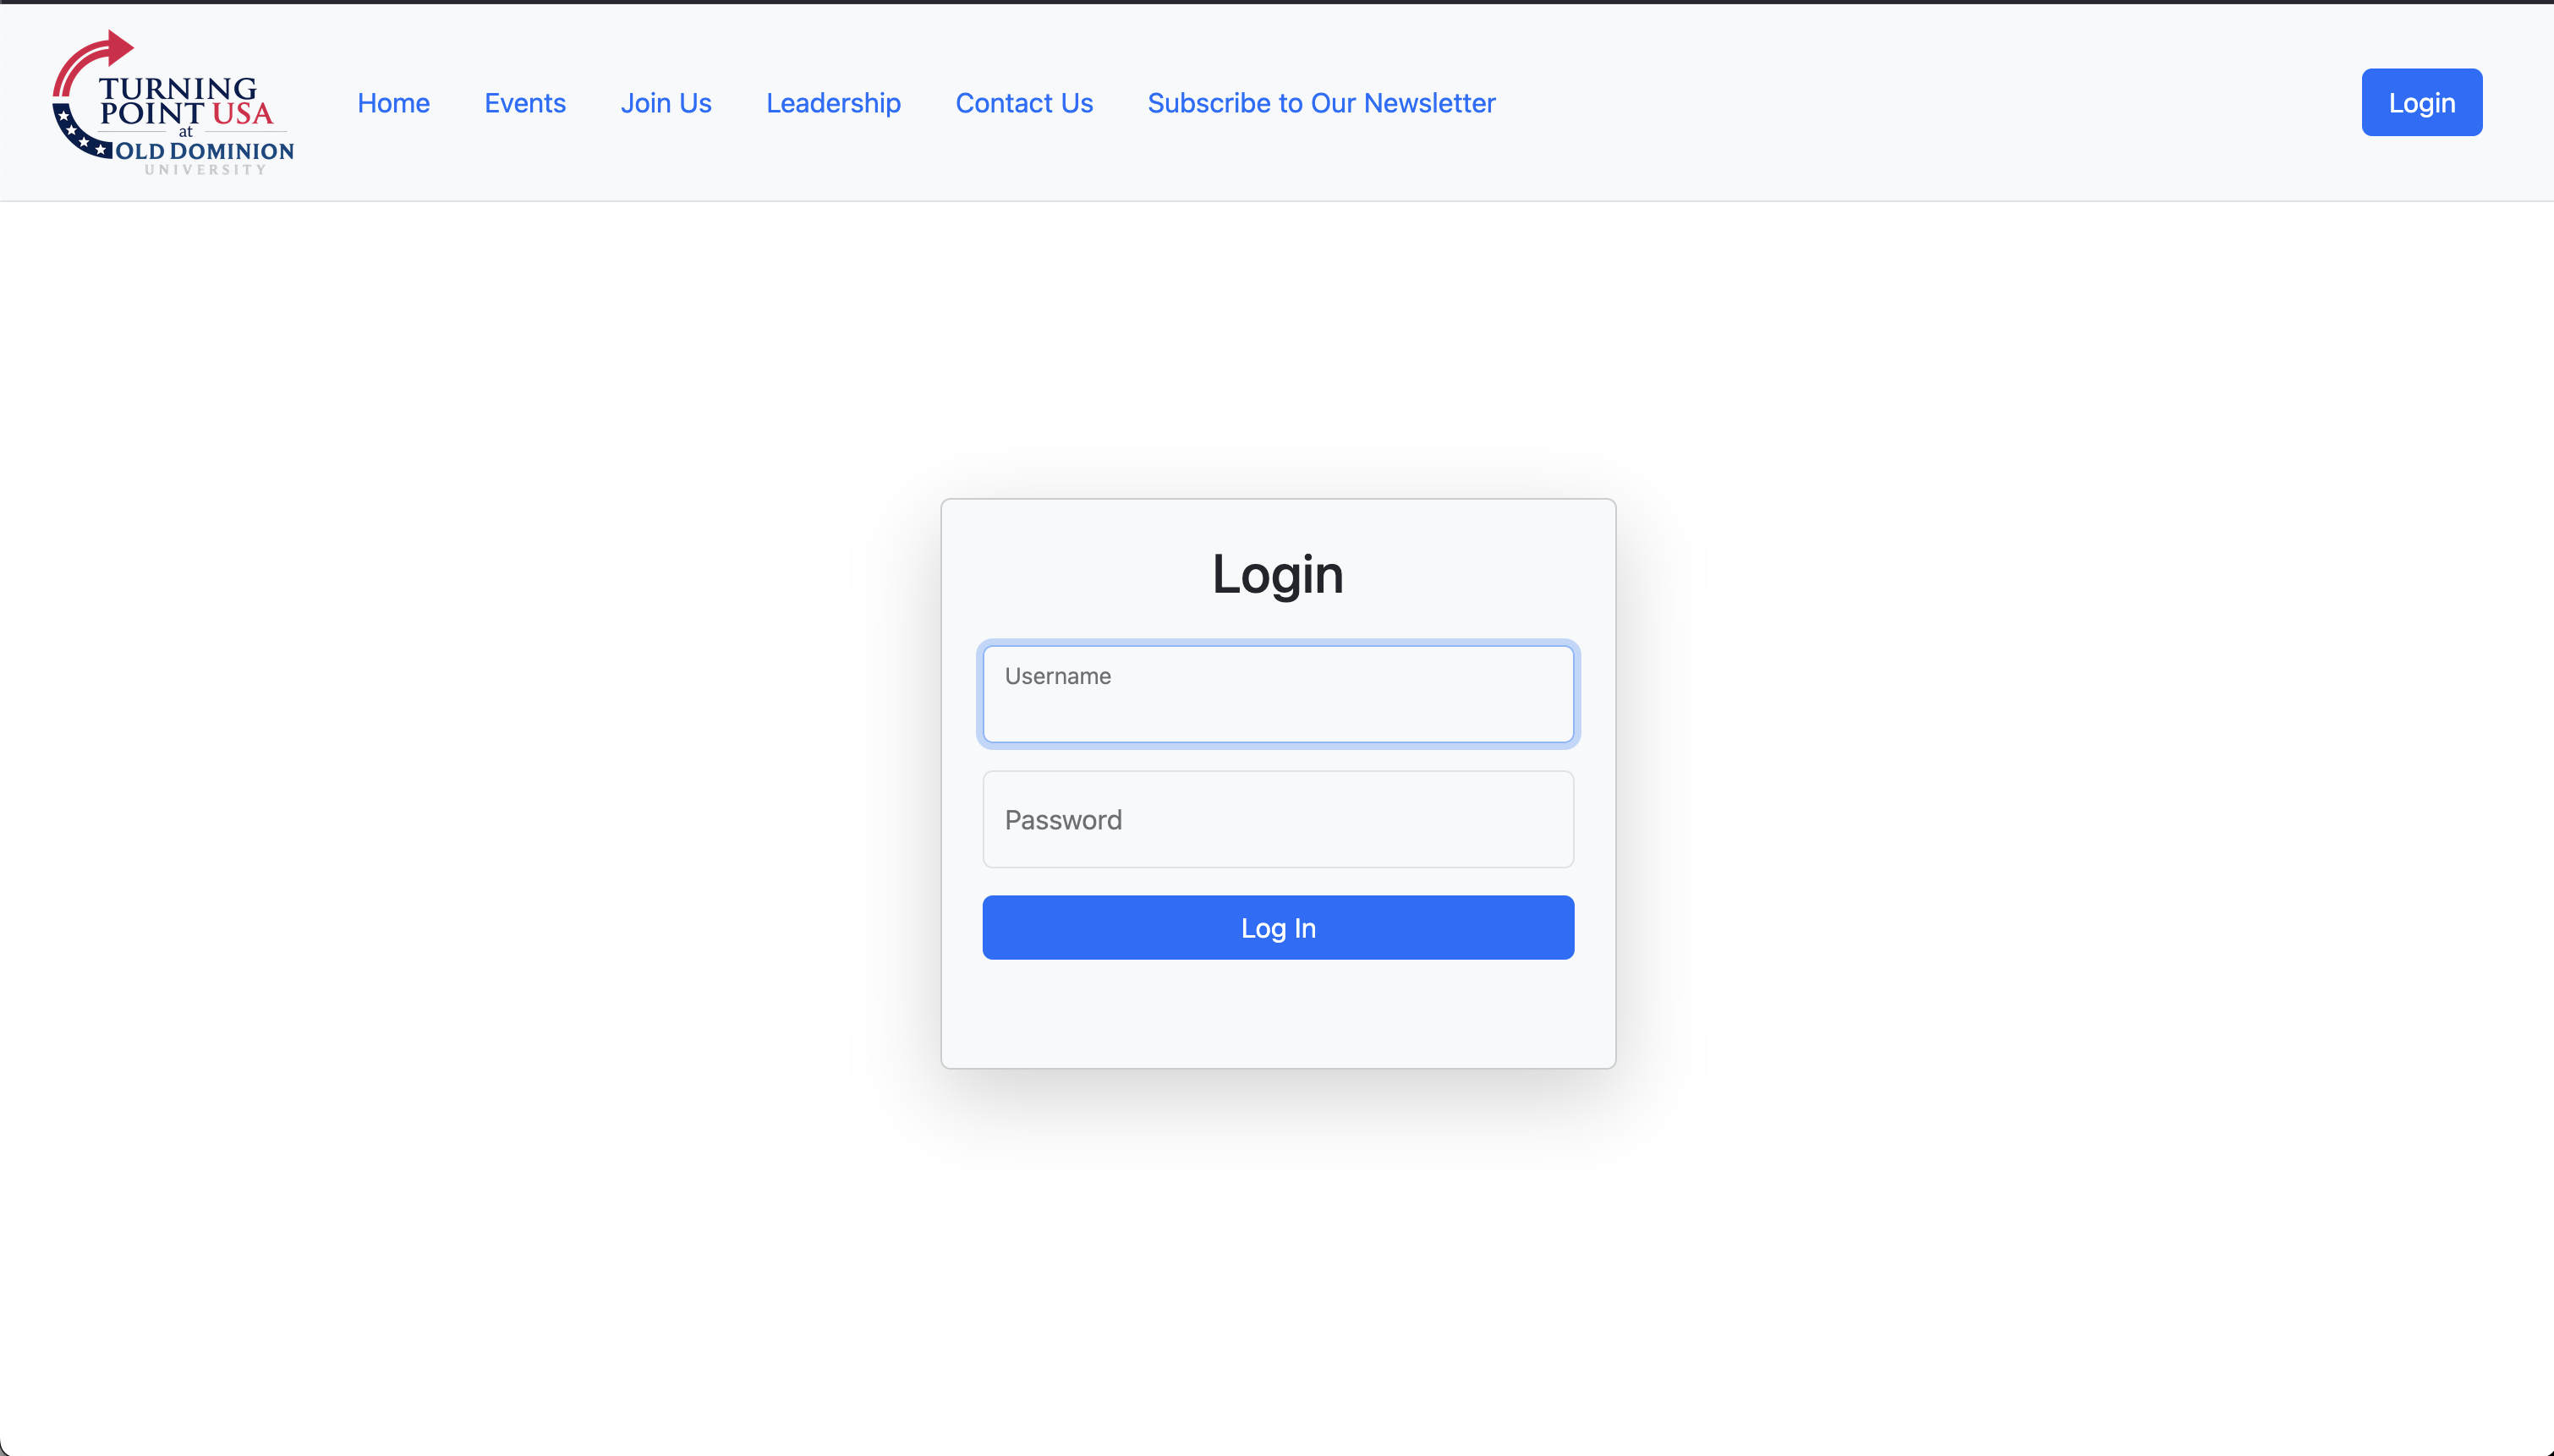 TURNING
POINT USA
at
OLD DOMINION
UNIVERSITY
Home Events Join Us Leadership Contact Us Subscribe to Our Newsletter Login
Login
Username
Password
Log In